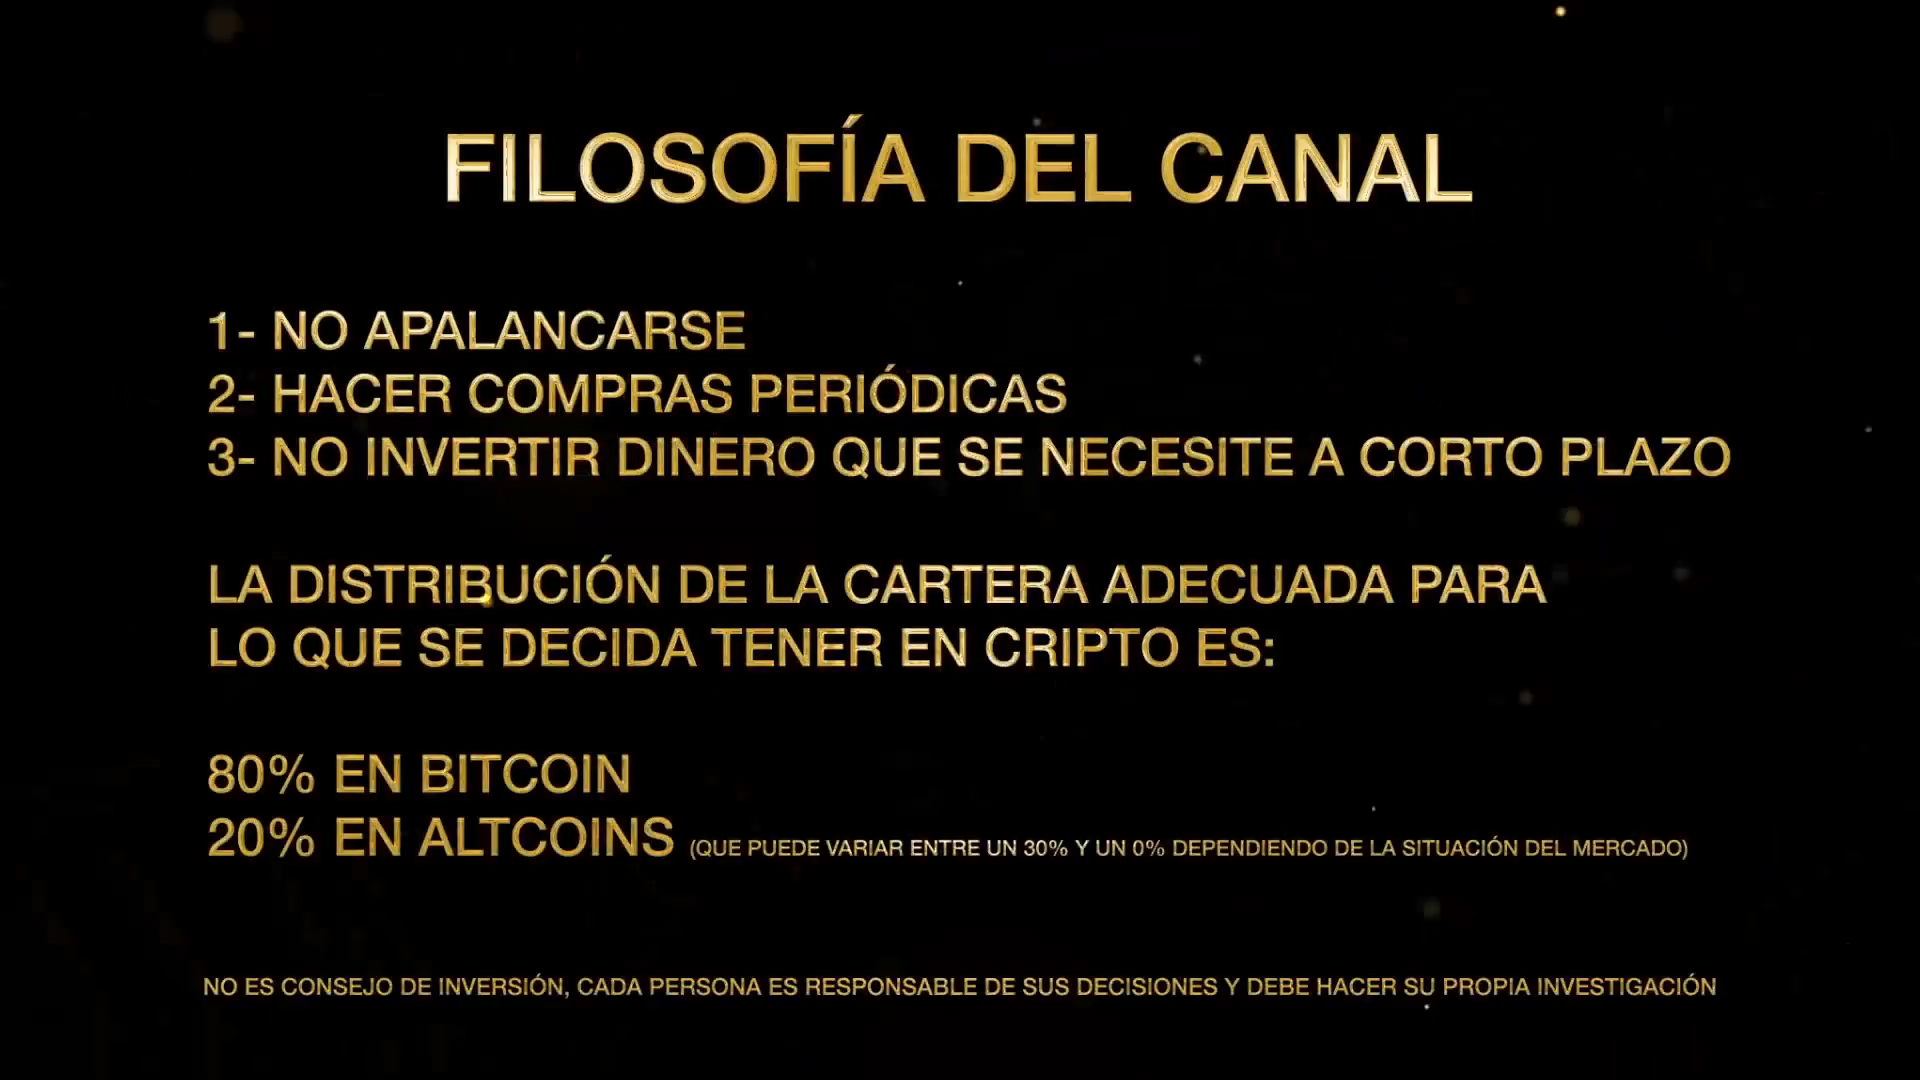 FILOSOFÍA DEL CANAL
1- NO APALANCARSE
2- HACER COMPRAS PERIÓDICAS
3- NO INVERTIR DINERO QUE SE NECESITE A CORTO PLAZO
LA DISTRIBUCIÓN DE LA CARTERA ADECUADA PARA
LO QUE SE DECIDA TENER EN CRIPTO ES:
80% EN BITCOIN
20% EN ALTCOINS (QUE PUEDE VARIAR ENTRE UN 30% Y UN 0% DEPENDIENDO DE LA SITUACIÓN DEL MERCADO)
NO ES CONSEJO DE INVERSIÓN, CADA PERSONA ES RESPONSABLE DE SUS DECISIONES Y DEBE HACER SU PROPIA INVESTIGACIÓN